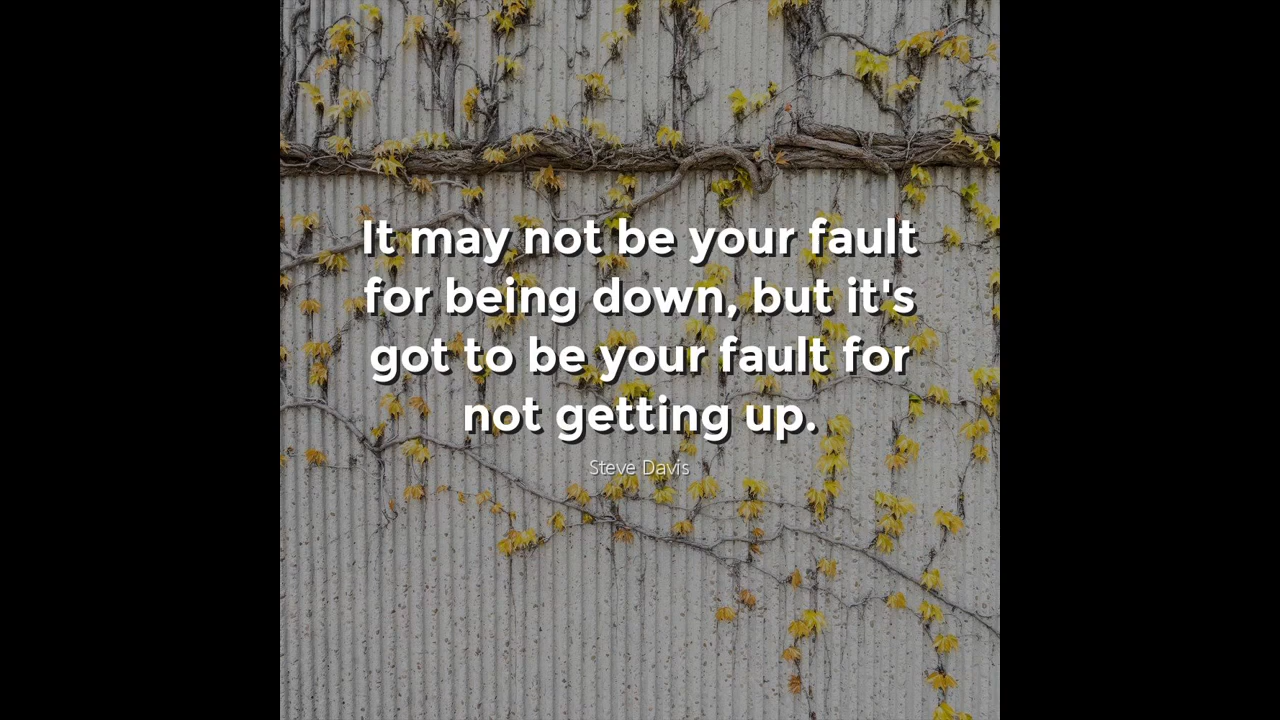 It may not be your fault
for being down, but it's
got to be your fault for
not getting up.
Steve Davis